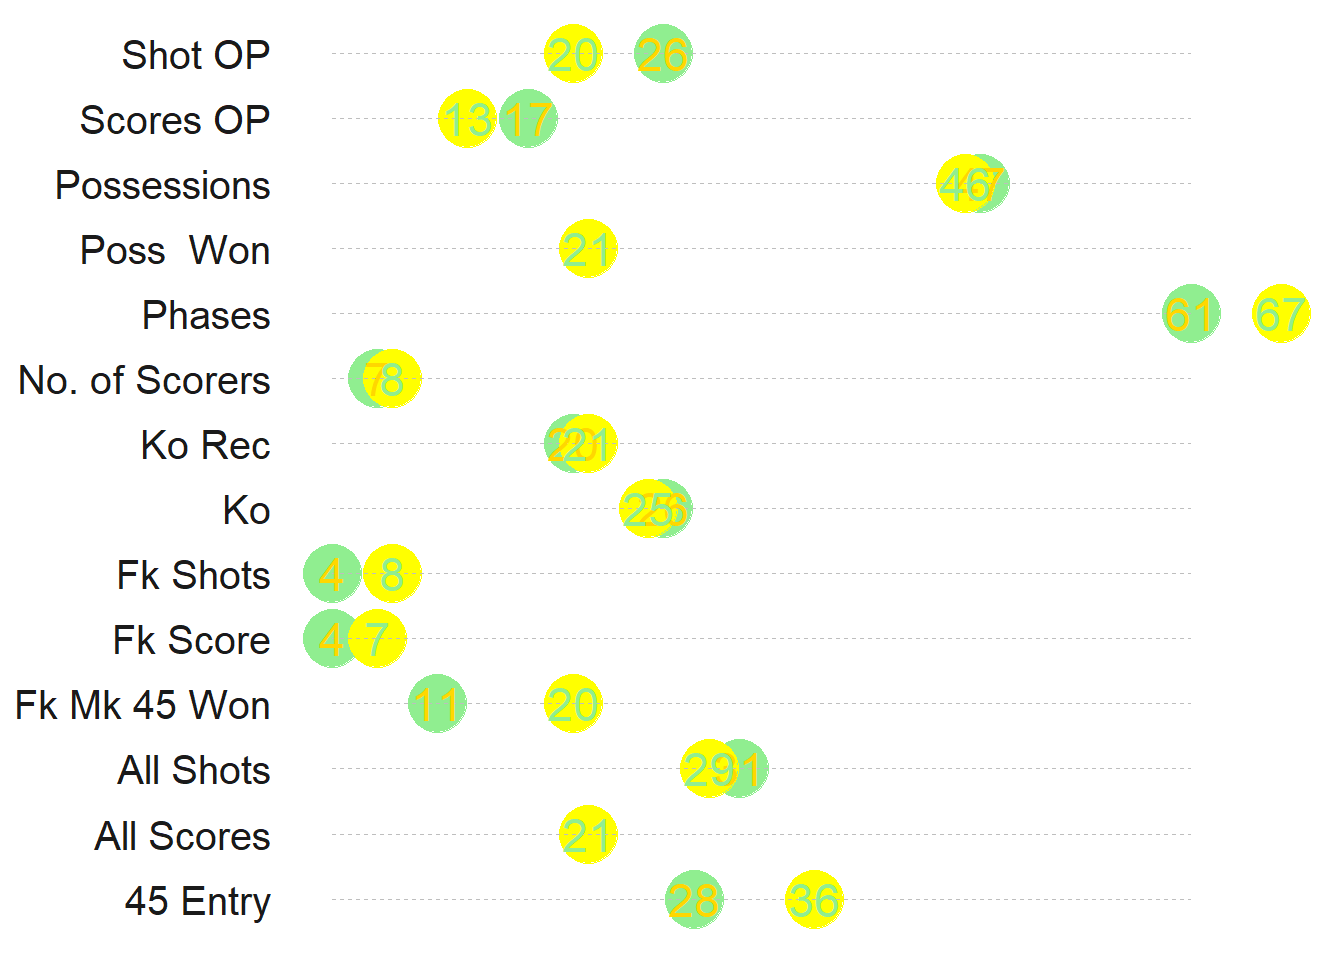 Shot OP 20 26
Scores OP 13 17
Possessions 46 47
Poss  Won 21
Phases 61 67
No. of Scorers 7 8
Ko Rec 20 21
Ko 25 26
Fk Shots 4 8
Fk Score 4 7
Fk Mk 45 Won 11 20
All Shots 29 31
All Scores 21
45 Entry 28 36